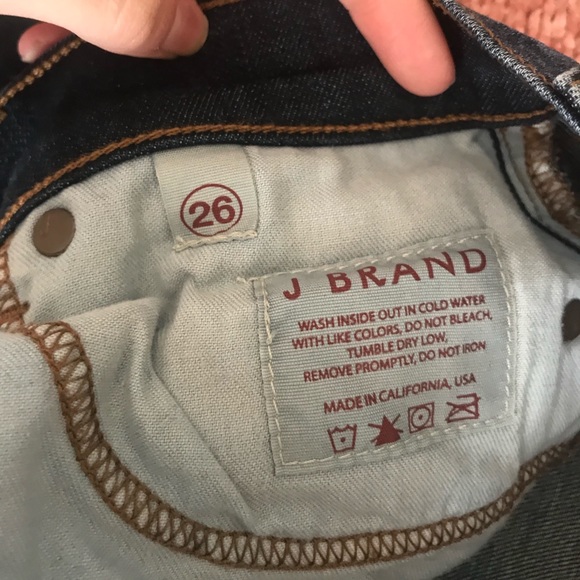 26
J BRAND
WASH INSIDE OUT IN COLD WATER
WITH LIKE COLORS, DO NOT BLEACH,
TUMBLE DRY LOW,
REMOVE PROMPTLY, DO NOT IRON
MADE IN CALIFORNIA, USA